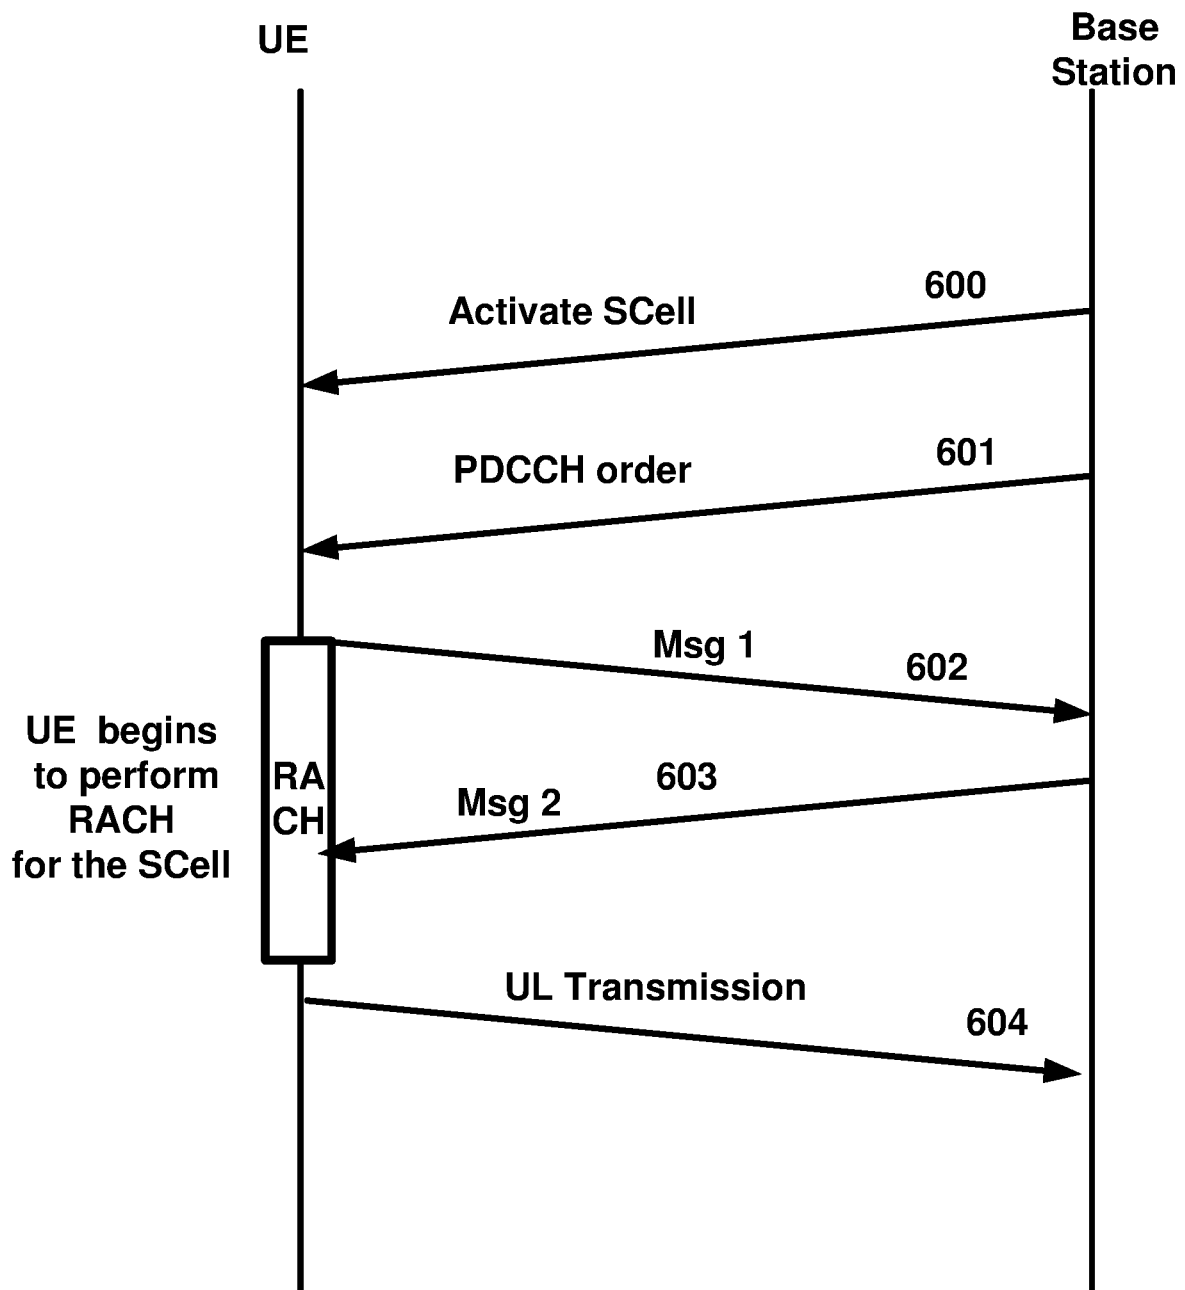 UE
Base
Station
600
Activate SCell
601
PDCCH order
Msg 1
602
UE begins
to perform
RACH
for the SCell
RA
CH
603
Msg 2
UL Transmission
604